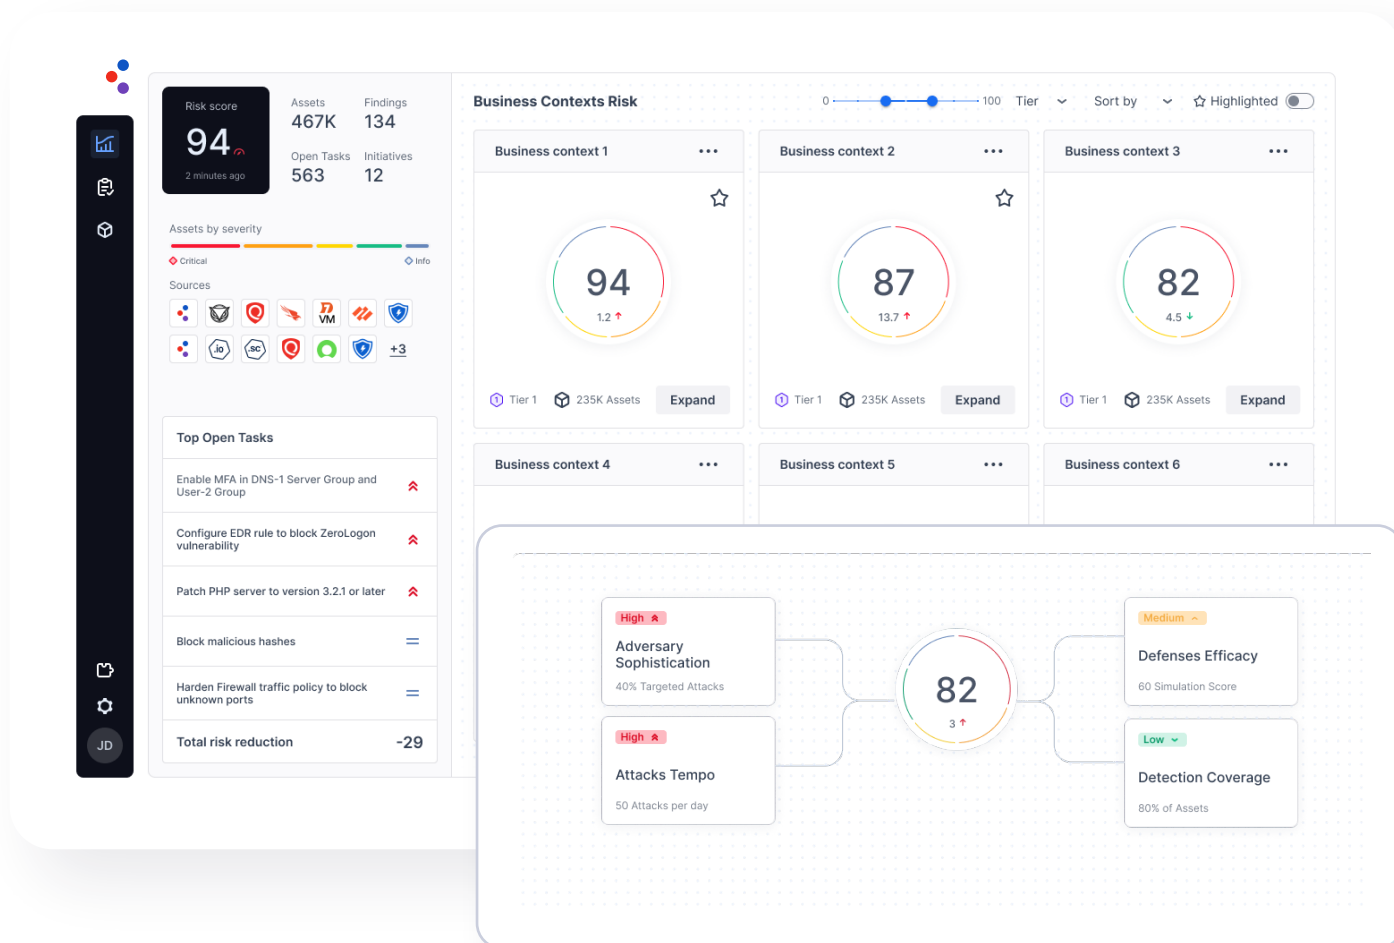 Risk score
94
2 minutes ago
Assets
467K
Findings
134
Open Tasks
563
Initiatives
12
Assets by severity
Critical
Info
Sources
VM
.io
.sc
+3
Top Open Tasks
Enable MFA in DNS-1 Server Group and
User-2 Group
Configure EDR rule to block ZeroLogon
vulnerability
Patch PHP server to version 3.2.1 or later
Block malicious hashes
Harden Firewall traffic policy to block
unknown ports
Total risk reduction -29
JD
Business Contexts Risk
0 100 Tier Sort by Highlighted
Business context 1
94
1.2
1 Tier 1 235K Assets Expand
Business context 2
87
13.7
1 Tier 1 235K Assets Expand
Business context 3
82
4.5
1 Tier 1 235K Assets Expand
Business context 4
Business context 5
Business context 6
High
Adversary
Sophistication
40% Targeted Attacks
High
Attacks Tempo
50 Attacks per day
82
3
Medium
Defenses Efficacy
60 Simulation Score
Low
Detection Coverage
80% of Assets